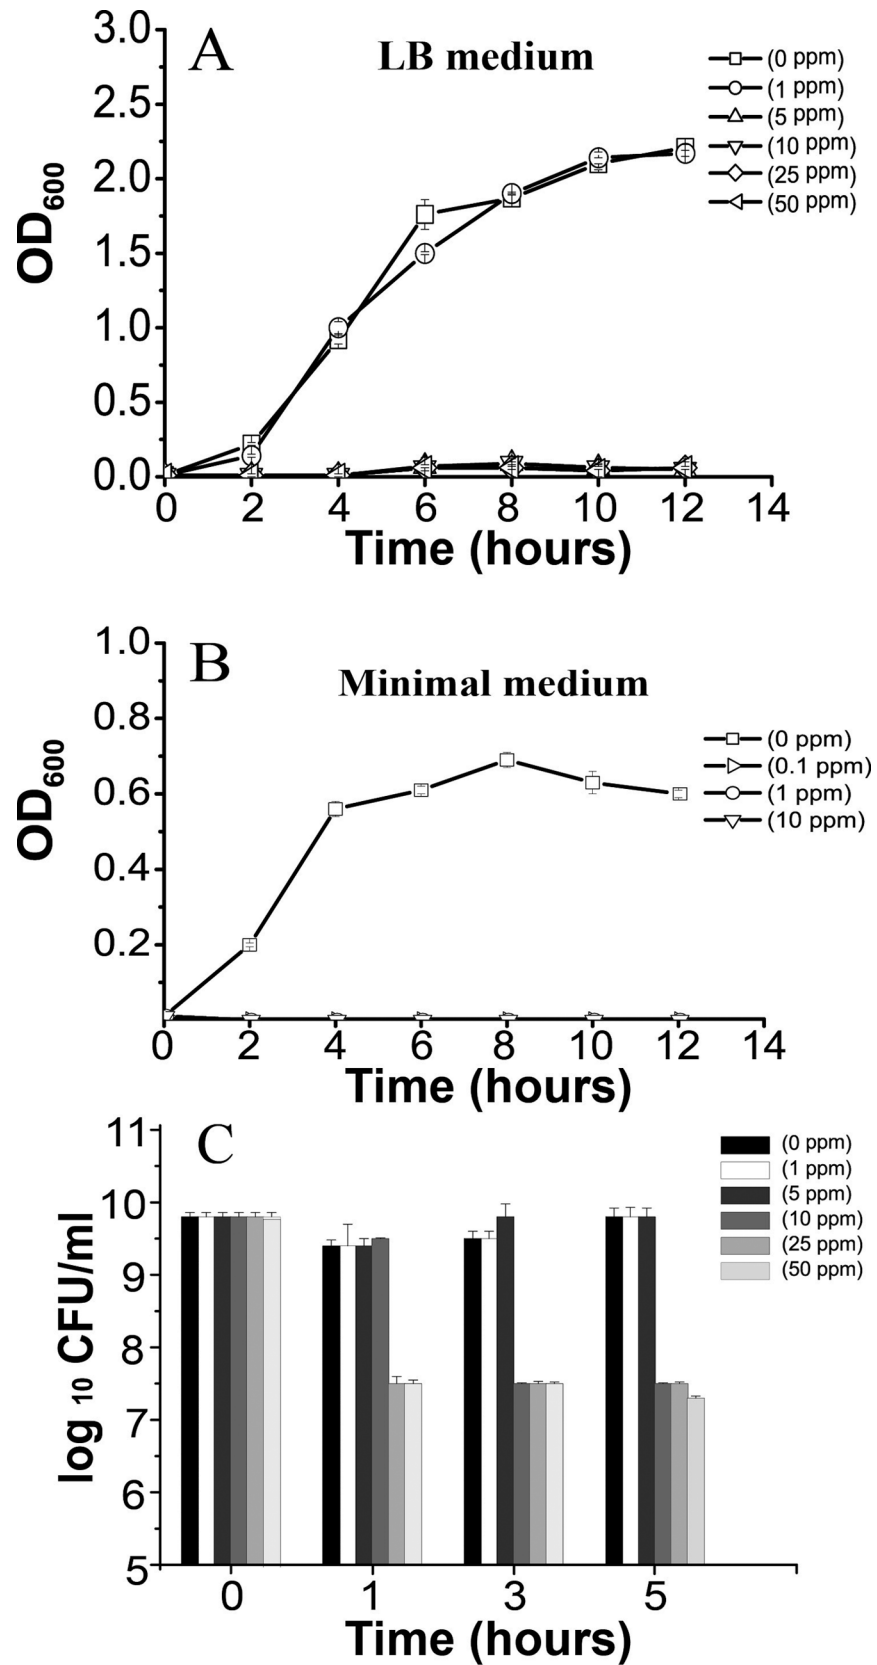 A
LB medium
3.0
2.5
2.0
1.5
1.0
0.5
0.0
OD600
(0 ppm)
(1 ppm)
(5 ppm)
(10 ppm)
(25 ppm)
(50 ppm)
0 2 4 6 8 10 12 14
Time (hours)
B
Minimal medium
1.0
0.8
0.6
0.4
0.2
OD600
(0 ppm)
(0.1 ppm)
(1 ppm)
(10 ppm)
0 2 4 6 8 10 12 14
Time (hours)
C
11
10
9
8
7
6
5
log 10 CFU/ml
(0 ppm)
(1 ppm)
(5 ppm)
(10 ppm)
(25 ppm)
(50 ppm)
0 1 3 5
Time (hours)